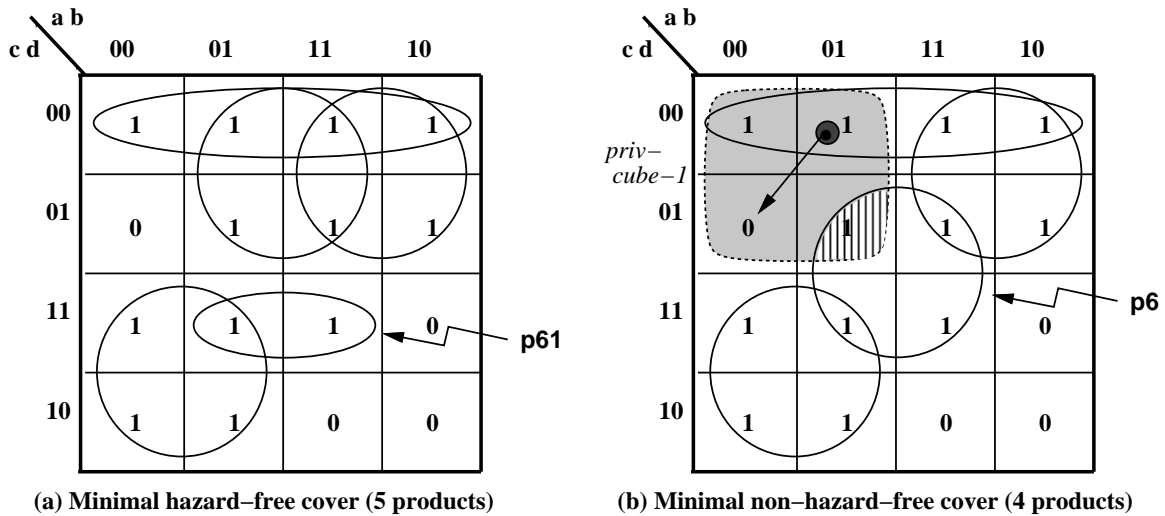 a b
c d 00 01 11 10
00 1 1 1 1
01 0 1 1 1
11 1 1 1 0
p61
10 1 1 0 0
(a) Minimal hazard–free cover (5 products)
a b
c d 00 01 11 10
00 1 1 1 1
priv–
cube–1
01 0 1 1 1
11 1 1 1 0
p6
10 1 1 0 0
(b) Minimal non–hazard–free cover (4 products)